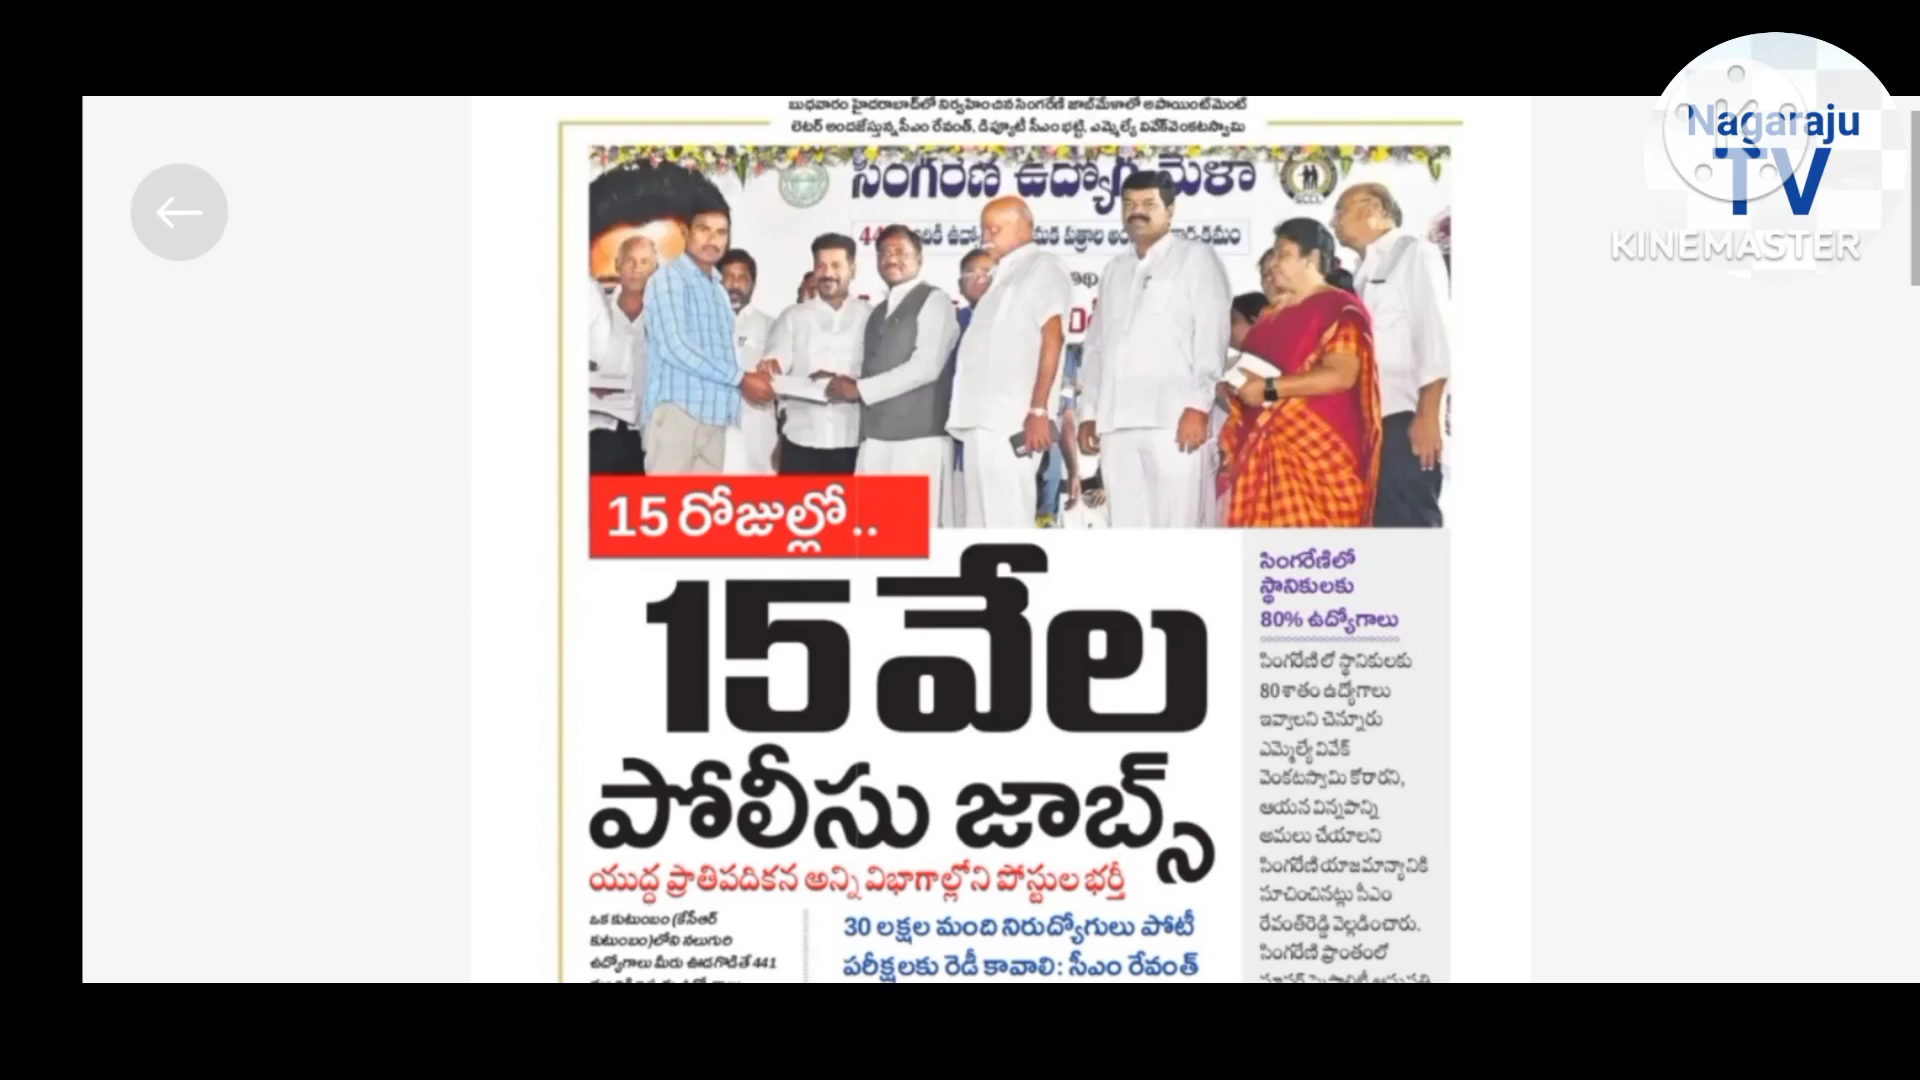 బుధవారం హైదరాబాద్‌లో నిర్వహించిన సింగరేణి జాబ్‌మేళాలో అపాయింట్‌మెంట్
లెటర్ అందజేస్తున్న సీఎం రేవంత్, డిప్యూటీ సీఎం భట్టి, ఎమ్మెల్యే వివేక్‌వెంకటస్వామి
Nagaraju
TV
KINEMASTER
సింగరేణి ఉద్యోగ మేళా
15 రోజుల్లో..
15 వేల
పోలీసు జాబ్స్
యుద్ధ ప్రాతిపదికన అన్ని విభాగాల్లోని పోస్టుల భర్తీ
ఒక కుటుంబం (కేసీఆర్
కుటుంబం)లోని నలుగురి
ఉద్యోగాలు మీరు ఊడగొడితే 441
30 లక్షల మంది నిరుద్యోగులు పోటీ
పరీక్షలకు రెడీ కావాలి: సీఎం రేవంత్
సింగరేణిలో
స్థానికులకు
80% ఉద్యోగాలు
సింగరేణిలో స్థానికులకు
80 శాతం ఉద్యోగాలు
ఇవ్వాలని చెన్నూరు
ఎమ్మెల్యే వివేక్
వెంకటస్వామి కోరారని,
ఆయన విన్నపాన్ని
అమలు చేయాలని
సింగరేణి యాజమాన్యానికి
సూచించినట్లు సీఎం
రేవంత్‌రెడ్డి వెల్లడించారు.
సింగరేణి ప్రాంతంలో